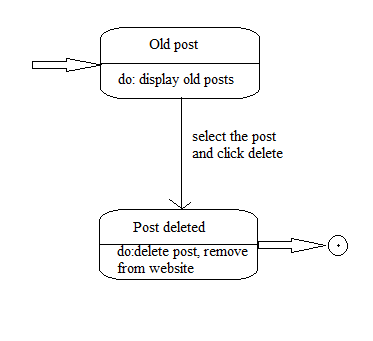 Old post
do: display old posts
select the post
and click delete
Post deleted
do:delete post, remove
from website